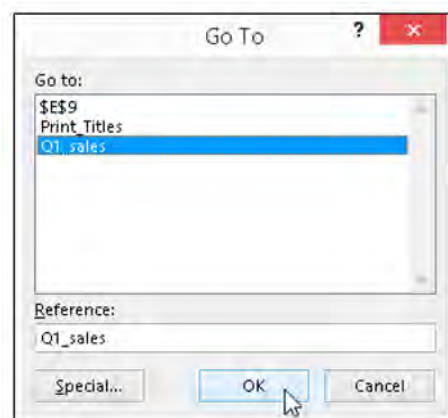 Go To
?
Go to:
$E$9
Print_Titles
Q1_sales
Reference:
Q1_sales
Special...
OK
Cancel